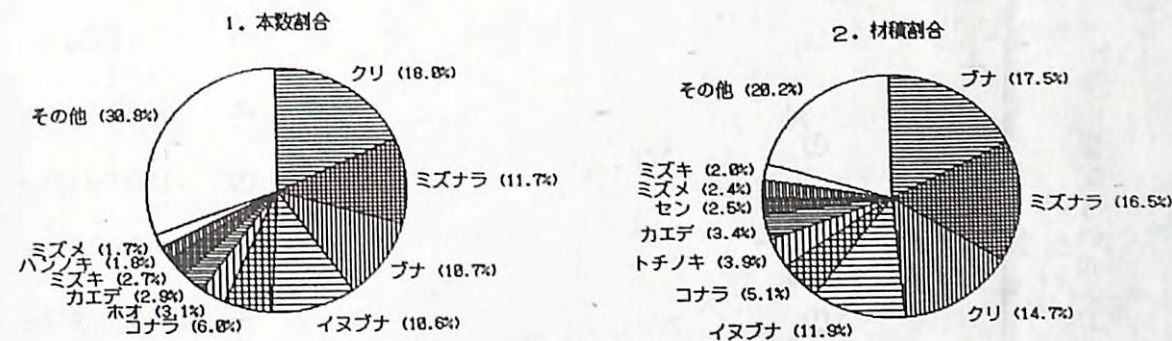 1. 本数割合
クリ (18.0%)
ミズナラ (11.7%)
ブナ (10.7%)
イヌブナ (10.6%)
コナラ (6.0%)
ホオ (3.1%)
カエデ (2.9%)
ミズキ (2.7%)
ハンノキ (1.8%)
ミズメ (1.7%)
その他 (30.8%)
2. 材積割合
ブナ (17.5%)
ミズナラ (16.5%)
クリ (14.7%)
イヌブナ (11.9%)
コナラ (5.1%)
トチノキ (3.9%)
カエデ (3.4%)
セン (2.5%)
ミズメ (2.4%)
ミズキ (2.0%)
その他 (20.2%)